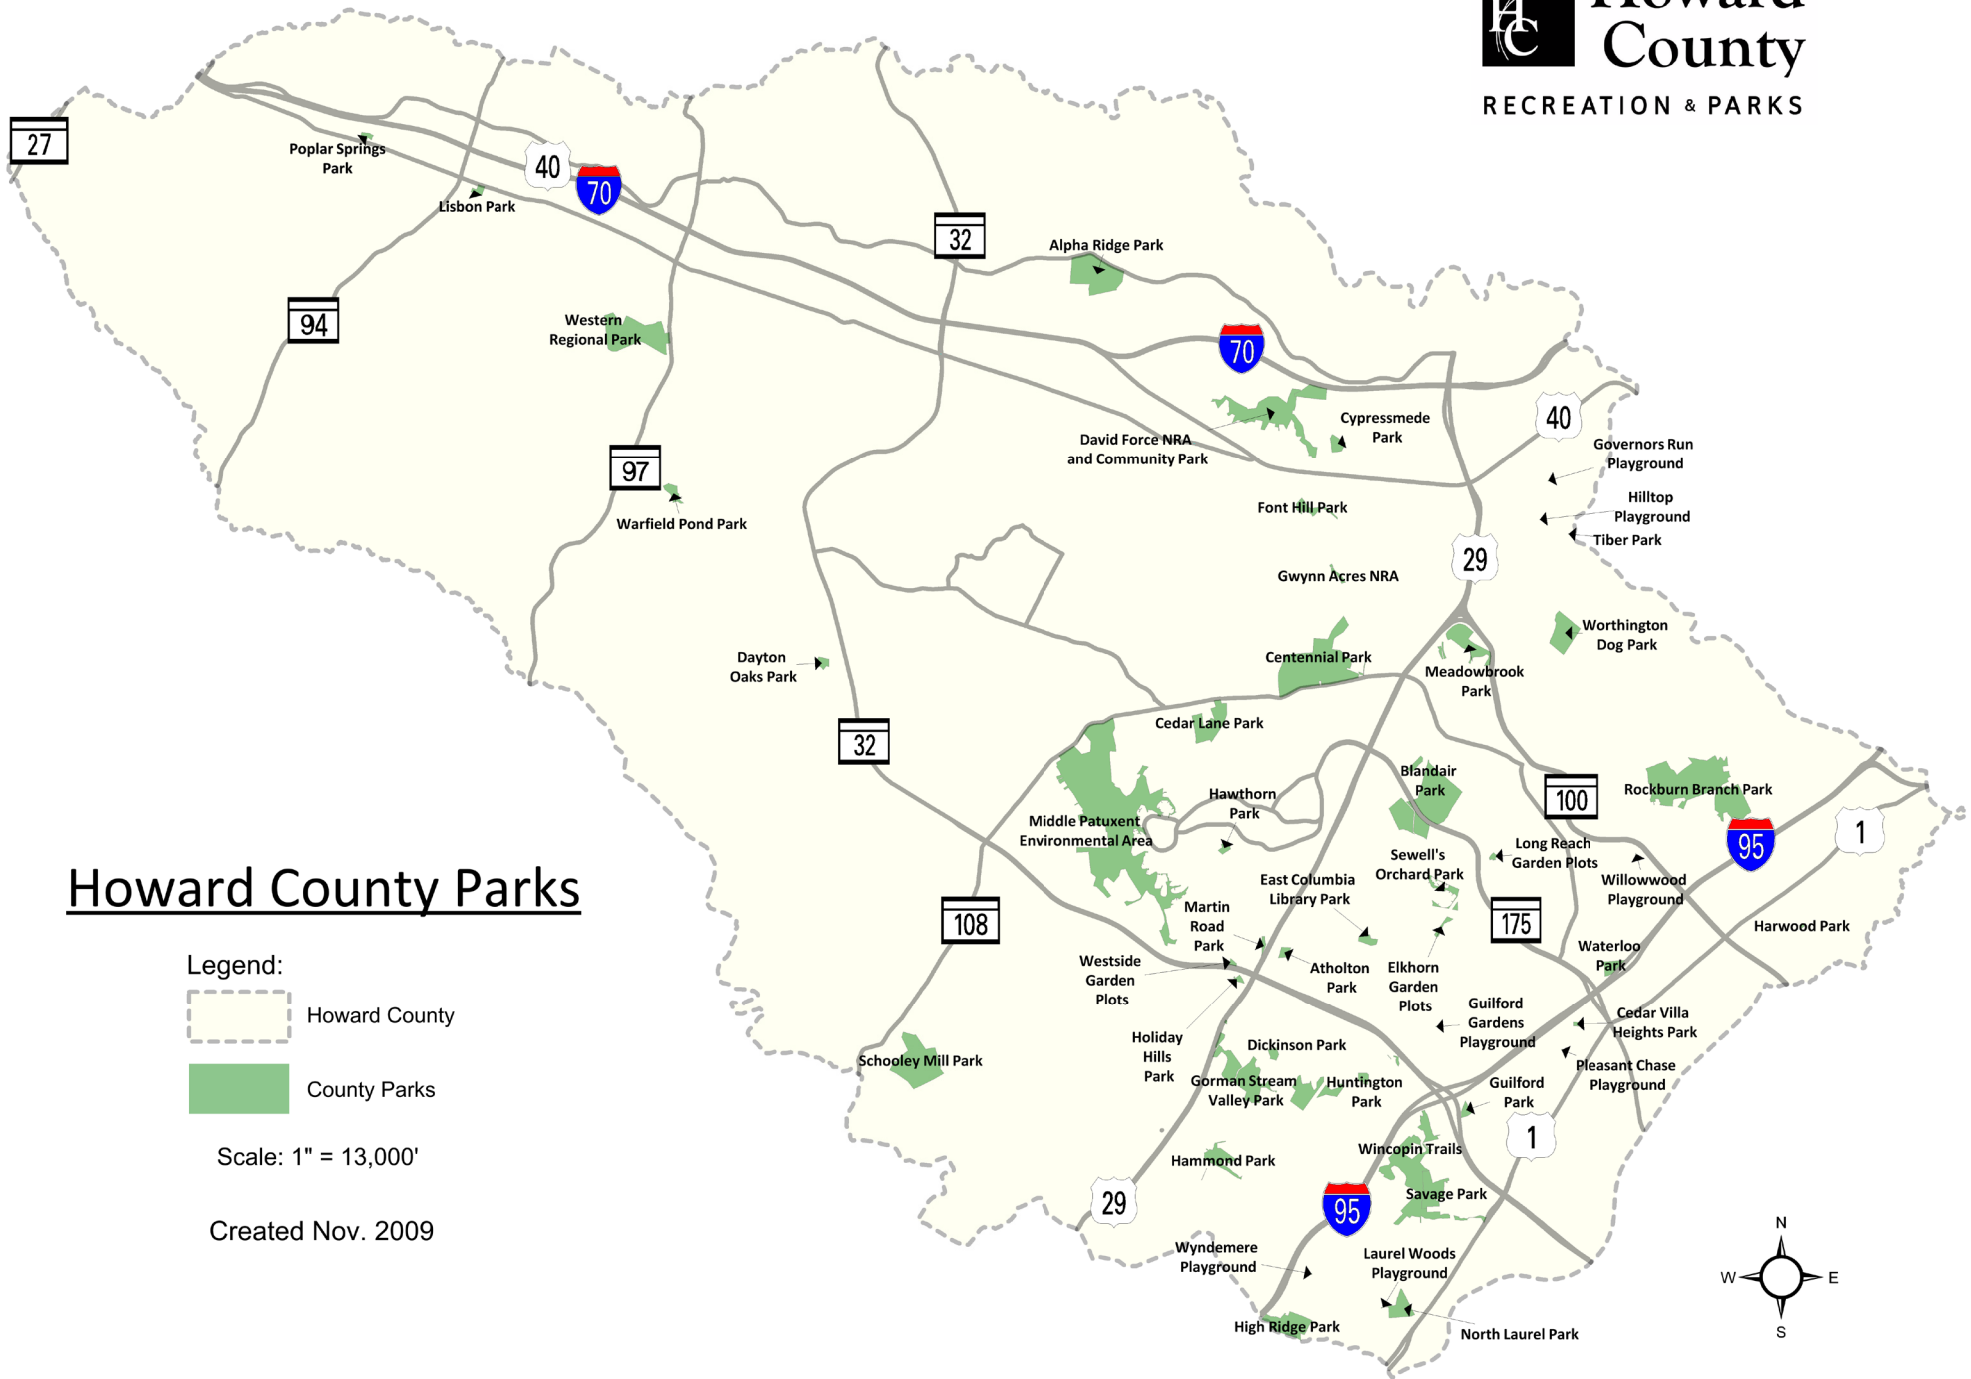 Howard
County
RECREATION & PARKS
HC
27
Poplar Springs
Park
40
70
Lisbon Park
32
Alpha Ridge Park
94
Western
Regional Park
70
40
Cypressmede
Park
David Force NRA
and Community Park
Governors Run
Playground
97
Warfield Pond Park
Font Hill Park
Hilltop
Playground
Tiber Park
29
Gwynn Acres NRA
Worthington
Dog Park
Dayton
Oaks Park
Centennial Park
Meadowbrook
Park
32
Cedar Lane Park
Blandair
Park
100
Rockburn Branch Park
Hawthorn
Park
Middle Patuxent
Environmental Area
95
1
Sewell's
Orchard Park
Long Reach
Garden Plots
Willowwood
Playground
East Columbia
Library Park
Martin
Road
Park
108
175
Harwood Park
Waterloo
Park
Westside
Garden
Plots
Atholton
Park
Elkhorn
Garden
Plots
Guilford
Gardens
Playground
Cedar Villa
Heights Park
Holiday
Hills
Park
Dickinson Park
Schooley Mill Park
Pleasant Chase
Playground
Gorman Stream
Valley Park
Huntington
Park
Guilford
Park
1
Wincopin Trails
Hammond Park
Savage Park
29
95
Wyndemere
Playground
Laurel Woods
Playground
High Ridge Park
North Laurel Park
Howard County Parks
Legend:
Howard County
County Parks
Scale: 1" = 13,000'
Created Nov. 2009
N
W
E
S